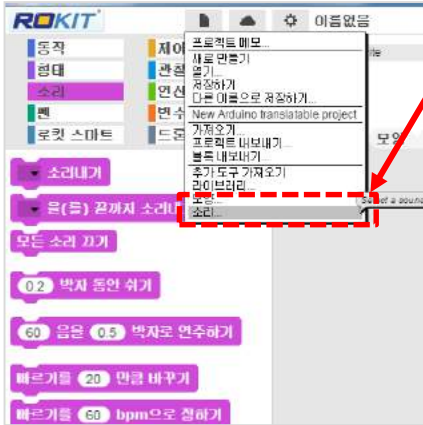 ROKIT 이름없음
동작
형태
소리
펜
로킷 스마트
관찰
프로젝트 메모...
새로 만들기
열기...
저장하기
다른 이름으로 저장하기...
New Arduino translatable project
가져오기...
프로젝트 내보내기...
블록 내보내기...
추가 도구 가져오기
라이브러리...
모양...
소리...
모양
소리내기
을(를) 끝까지 소리내
모든 소리 끄기
0.2 박자 동안 쉬기
60 음을 0.5 박자로 연주하기
빠르기를 20 만큼 바꾸기
빠르기를 60 bpm으로 정하기